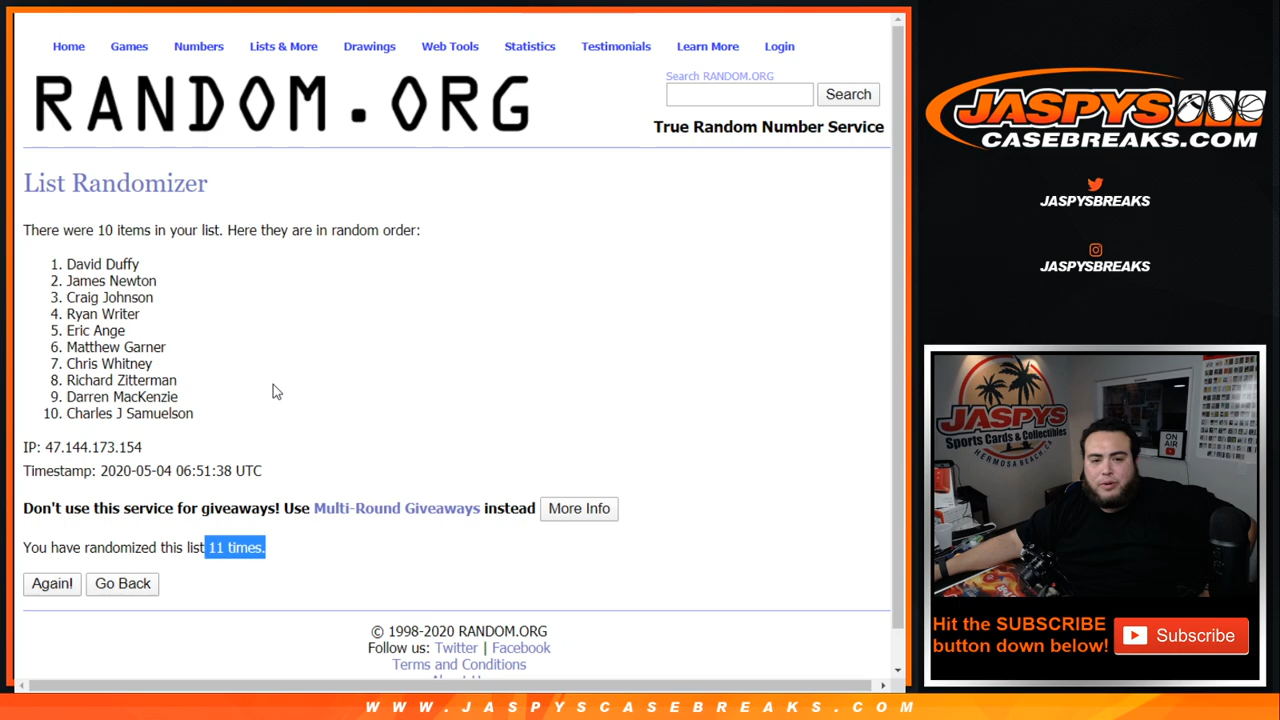 Home Games Numbers Lists & More Drawings Web Tools Statistics Testimonials Learn More Login
RANDOM.ORG
Search RANDOM.ORG
Search
True Random Number Service
List Randomizer
There were 10 items in your list. Here they are in random order:
1. David Duffy
2. James Newton
3. Craig Johnson
4. Ryan Writer
5. Eric Ange
6. Matthew Garner
7. Chris Whitney
8. Richard Zitterman
9. Darren MacKenzie
10. Charles J Samuelson
IP: 47.144.173.154
Timestamp: 2020-05-04 06:51:38 UTC
Don't use this service for giveaways! Use Multi-Round Giveaways instead More Info
You have randomized this list 11 times.
Again! Go Back
© 1998-2020 RANDOM.ORG
Follow us: Twitter | Facebook
Terms and Conditions
JASPYS
CASEBREAKS.COM
JASPYSBREAKS
JASPYSBREAKS
JASPYS
Sports Cards & Collectibles
HERMOSA BEACH, CA
ON AIR
Hit the SUBSCRIBE
button down below!
Subscribe
WWW.JASPYSCASEBREAKS.COM